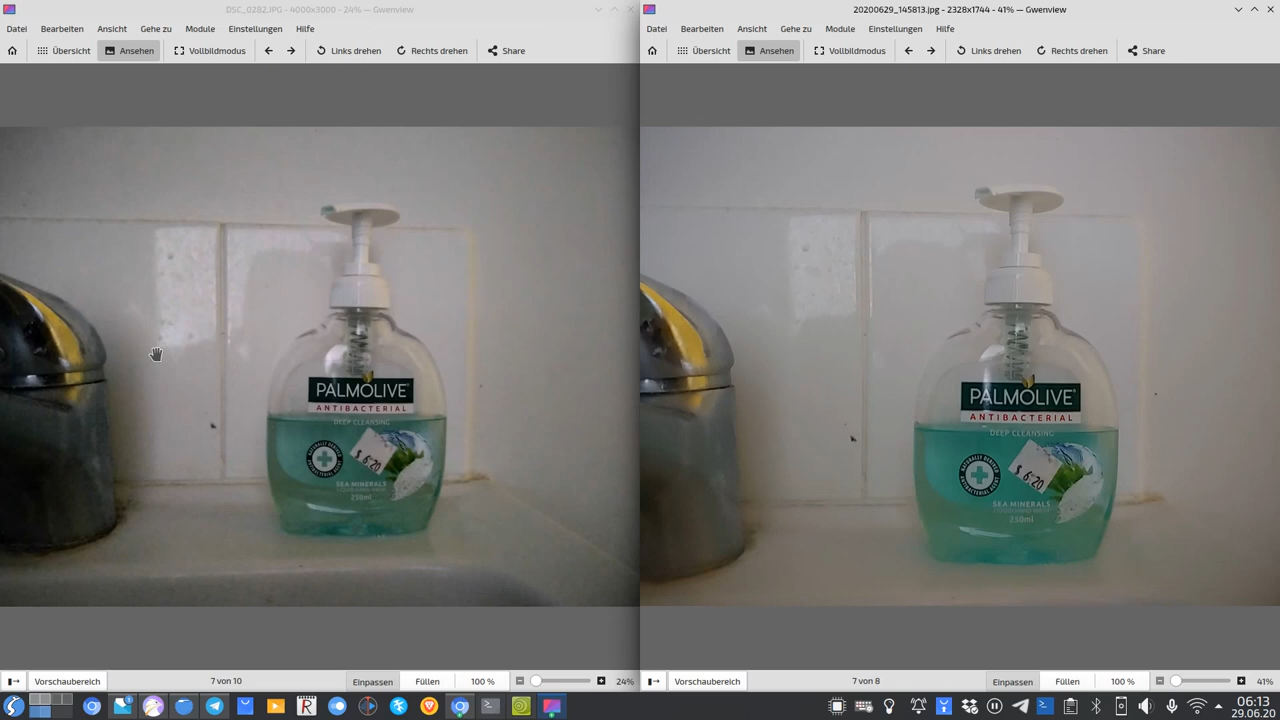 DSC_0282.JPG - 4000x3000 - 24% — Gwenview
Datei Bearbeiten Ansicht Gehe zu Module Einstellungen Hilfe
Übersicht Ansehen Vollbildmodus Links drehen Rechts drehen Share
PALMOLIVE
ANTIBACTERIAL
DEEP CLEANSING
$ 6.20
SEA MINERALS
250ml
Vorschaubereich 7 von 10 Einpassen Füllen 100 % 24%
20200629_145813.jpg - 2328x1744 - 41% — Gwenview
Datei Bearbeiten Ansicht Gehe zu Module Einstellungen Hilfe
Übersicht Ansehen Vollbildmodus Links drehen Rechts drehen Share
PALMOLIVE
ANTIBACTERIAL
DEEP CLEANSING
NATURALLY DERIVED
ANTIBACTERIAL AGENT
$ 6.20
SEA MINERALS
250ml
Vorschaubereich 7 von 8 Einpassen Füllen 100 % 41%
06:13
29.06.20